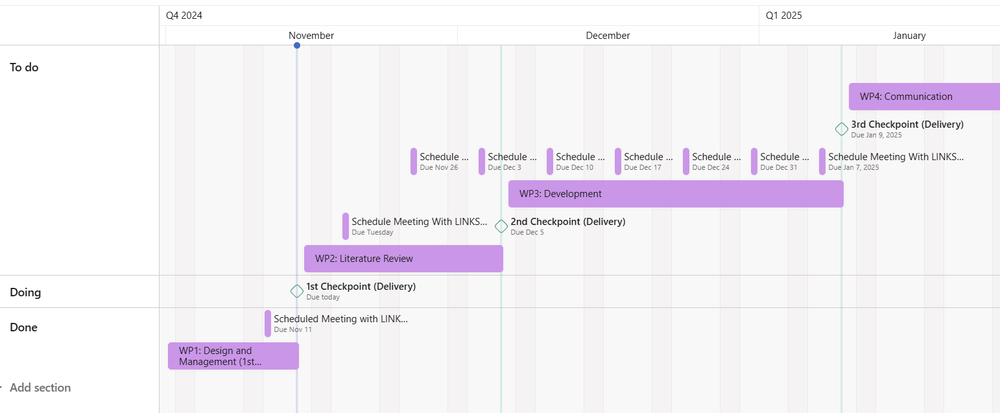 Q4 2024
Q1 2025
November
December
January
To do
WP4: Communication
3rd Checkpoint (Delivery)
Due Jan 9, 2025
Schedule ...
Due Nov 26
Schedule ...
Due Dec 3
Schedule ...
Due Dec 10
Schedule ...
Due Dec 17
Schedule ...
Due Dec 24
Schedule ...
Due Dec 31
Schedule Meeting With LINKS...
Due Jan 7, 2025
WP3: Development
Schedule Meeting With LINKS...
Due Tuesday
2nd Checkpoint (Delivery)
Due Dec 5
WP2: Literature Review
Doing
1st Checkpoint (Delivery)
Due today
Done
Scheduled Meeting with LINK...
Due Nov 11
WP1: Design and
Management (1st...
Add section